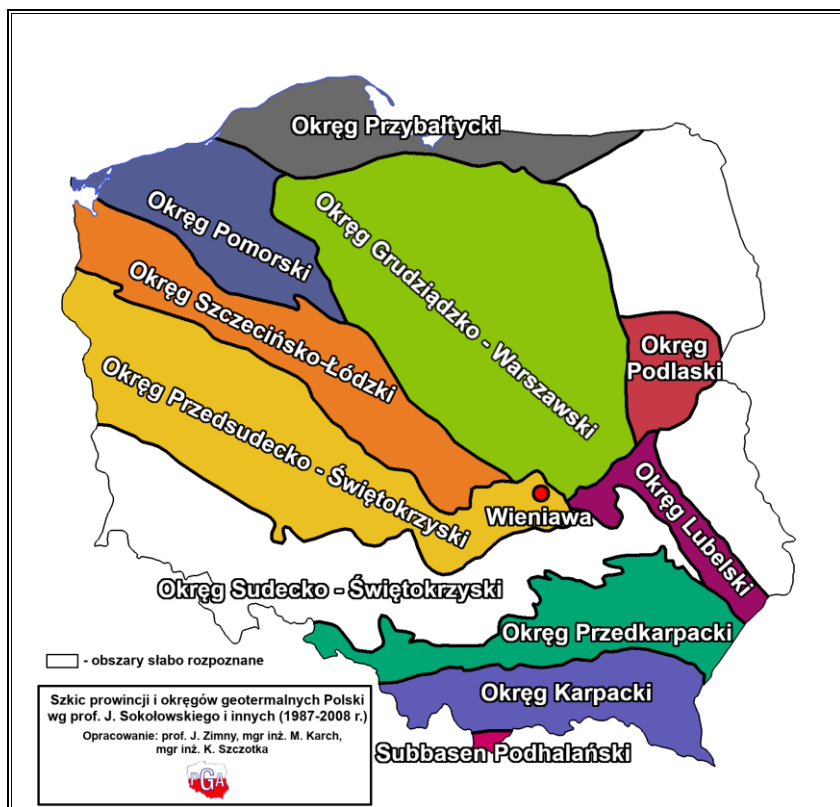 Okręg Przybałtycki
Okręg Pomorski
Okręg Grudziądzko - Warszawski
Okręg Szczecińsko-Łódzki
Okręg
Podlaski
Okręg Przedsudecko - Świętokrzyski
Wieniawa
Okręg Lubelski
Okręg Sudecko - Świętokrzyski
Okręg Przedkarpacki
- obszary słabo rozpoznane
Okręg Karpacki
Szkic prowincji i okręgów geotermalnych Polski
wg prof. J. Sokołowskiego i innych (1987-2008 r.)
Opracowanie: prof. J. Zimny, mgr inż. M. Karch,
mgr inż. K. Szczotka
PGA
Subbasen Podhalański